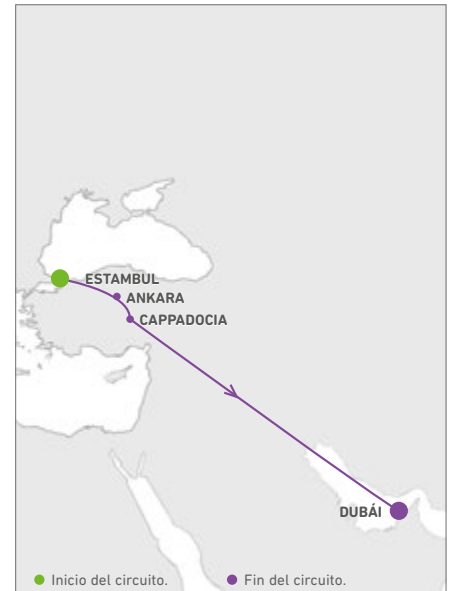 ESTAMBUL
ANKARA
CAPPADOCIA
DUBÁI
Inicio del circuito.
Fin del circuito.